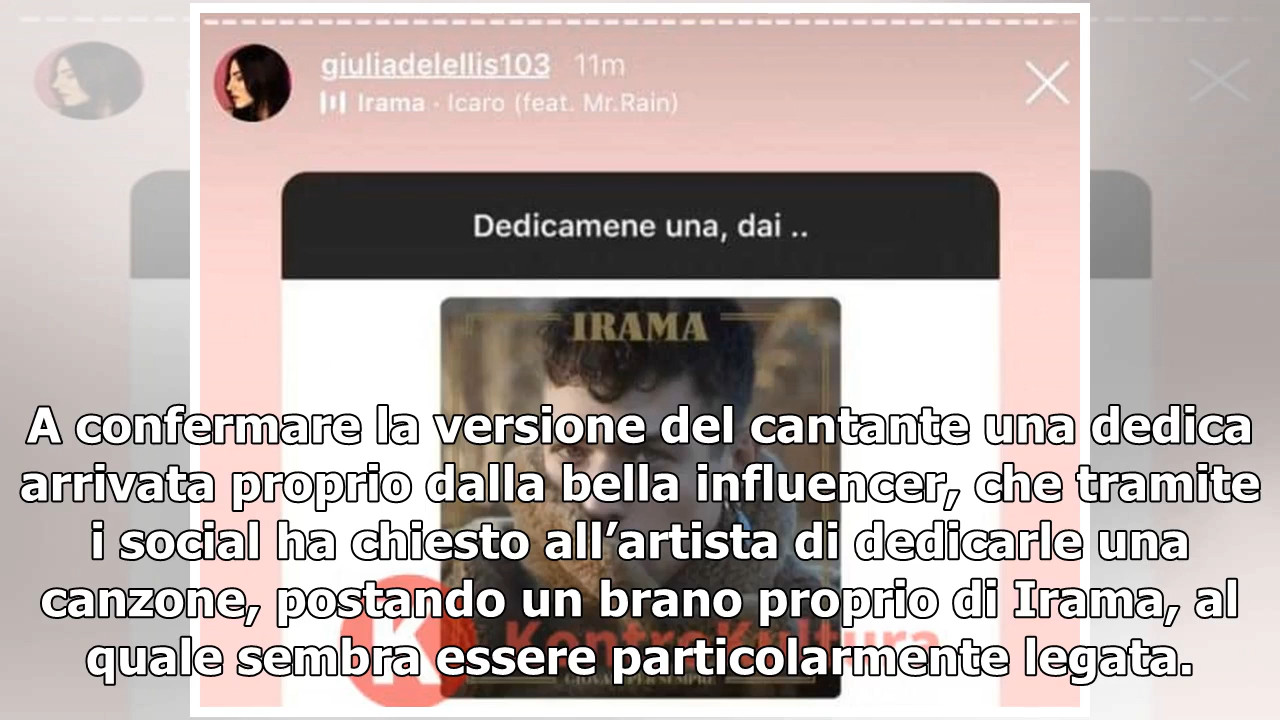 giuliadelellis103 11m
Irama · Icaro (feat. Mr.Rain)
Dedicamene una, dai ..
IRAMA
A confermare la versione del cantante una dedica
arrivata proprio dalla bella influencer, che tramite
i social ha chiesto all’artista di dedicarle una
canzone, postando un brano proprio di Irama, al
quale sembra essere particolarmente legata.
K KontroKultura